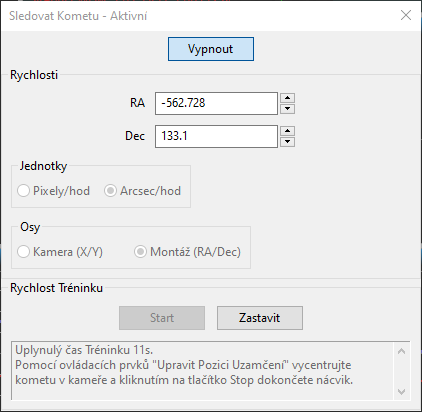 Sledovat Kometu - Aktivní
Vypnout
Rychlosti
RA -562.728
Dec 133.1
Jednotky
Pixely/hod Arcsec/hod
Osy
Kamera (X/Y) Montáž (RA/Dec)
Rychlost Tréninku
Start Zastavit
Uplynulý čas Tréninku 11s.
Pomocí ovládacích prvků "Upravit Pozici Uzamčení" vycentrujte
kometu v kameře a kliknutím na tlačítko Stop dokončete nácvik.